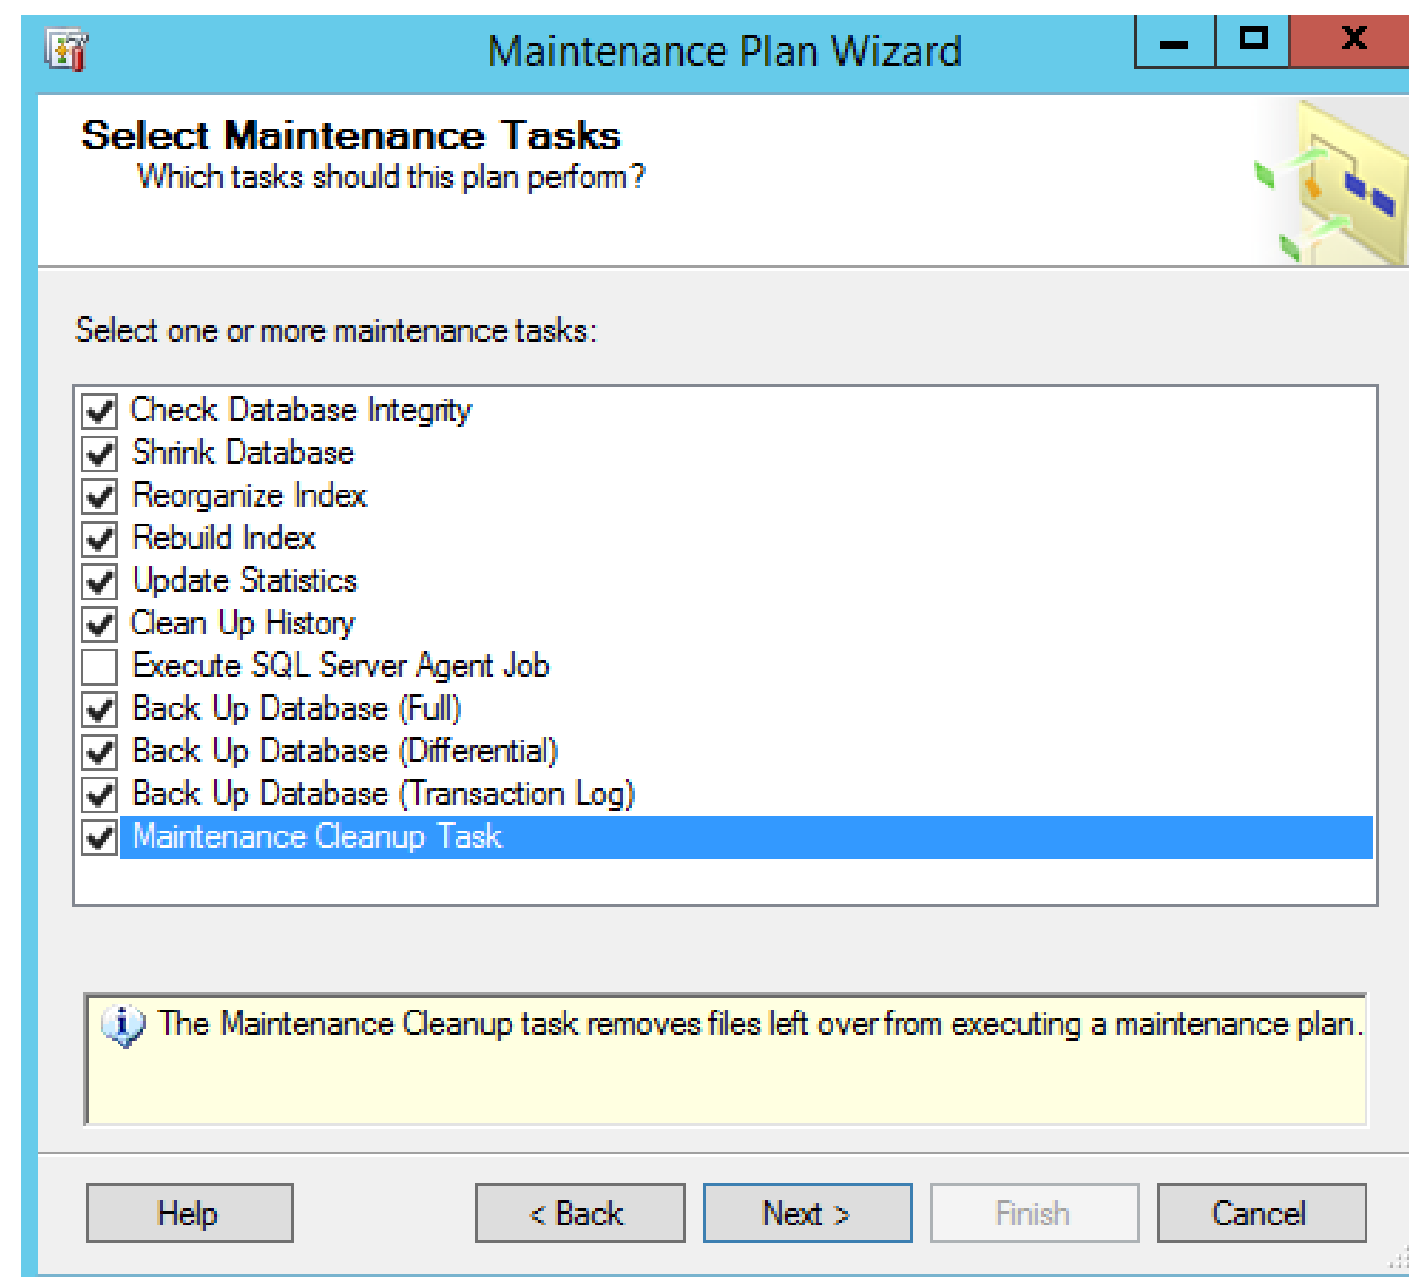 Maintenance Plan Wizard
Select Maintenance Tasks
Which tasks should this plan perform?
Select one or more maintenance tasks:
Check Database Integrity
Shrink Database
Reorganize Index
Rebuild Index
Update Statistics
Clean Up History
Execute SQL Server Agent Job
Back Up Database (Full)
Back Up Database (Differential)
Back Up Database (Transaction Log)
Maintenance Cleanup Task
The Maintenance Cleanup task removes files left over from executing a maintenance plan.
Help < Back Next > Finish Cancel